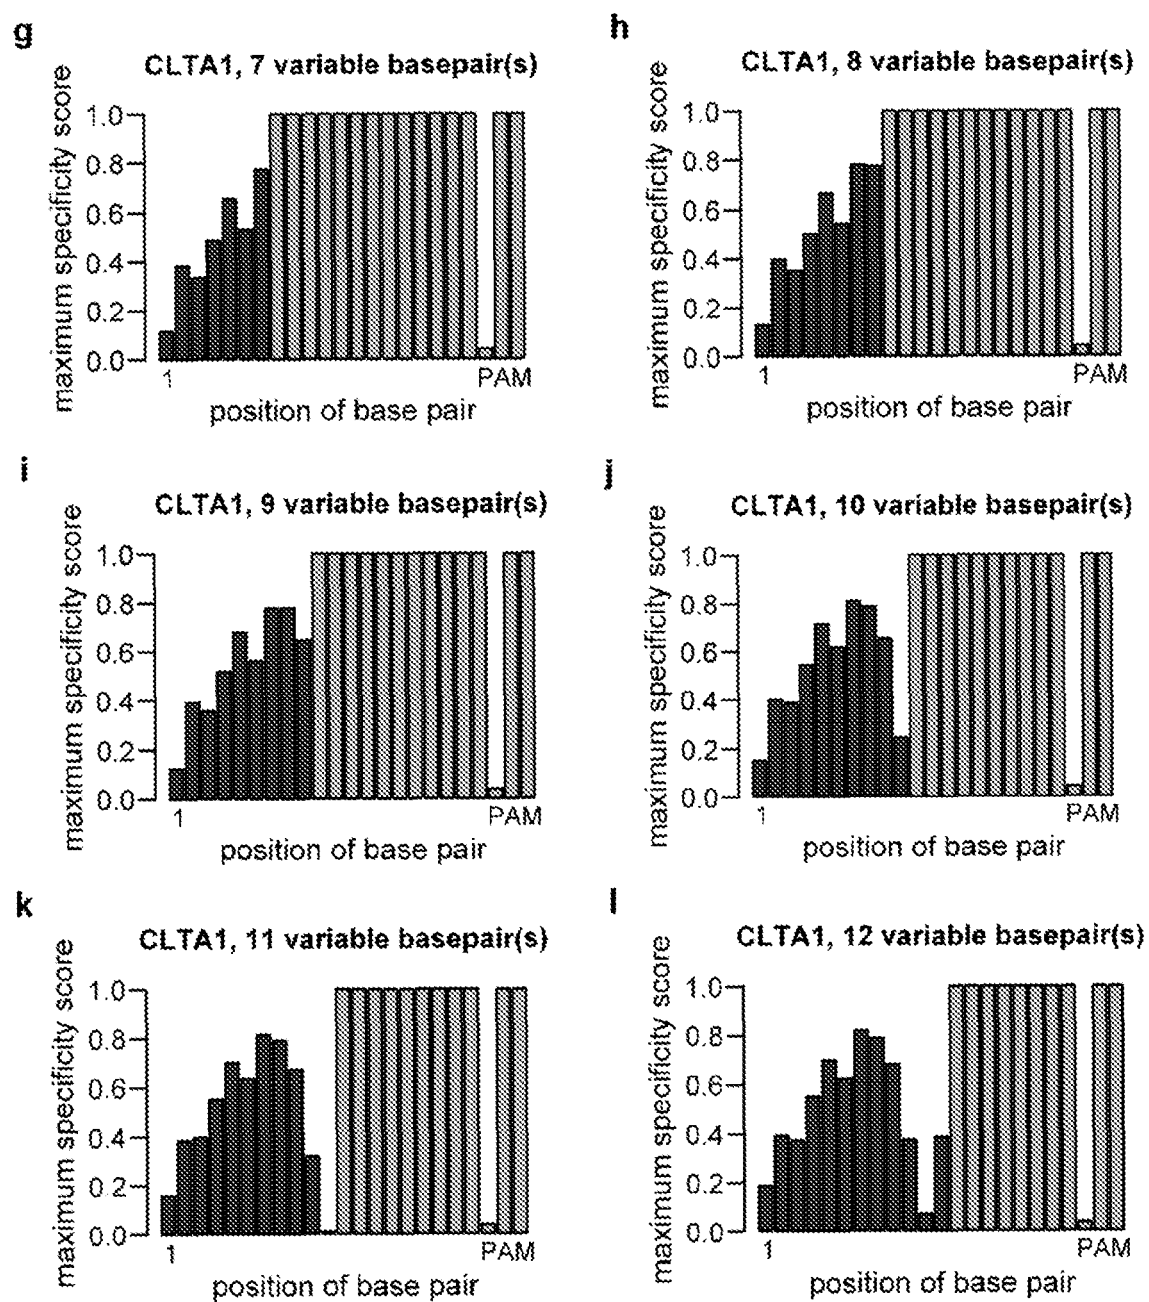 g
CLTA1, 7 variable basepair(s)
maximum specificity score
1.0
0.8
0.6
0.4
0.2
0.0
1
PAM
position of base pair
h
CLTA1, 8 variable basepair(s)
maximum specificity score
1.0
0.8
0.6
0.4
0.2
0.0
1
PAM
position of base pair
i
CLTA1, 9 variable basepair(s)
maximum specificity score
1.0
0.8
0.6
0.4
0.2
0.0
1
PAM
position of base pair
j
CLTA1, 10 variable basepair(s)
maximum specificity score
1.0
0.8
0.6
0.4
0.2
0.0
1
PAM
position of base pair
k
CLTA1, 11 variable basepair(s)
maximum specificity score
1.0
0.8
0.6
0.4
0.2
0.0
1
PAM
position of base pair
l
CLTA1, 12 variable basepair(s)
maximum specificity score
1.0
0.8
0.6
0.4
0.2
0.0
1
PAM
position of base pair